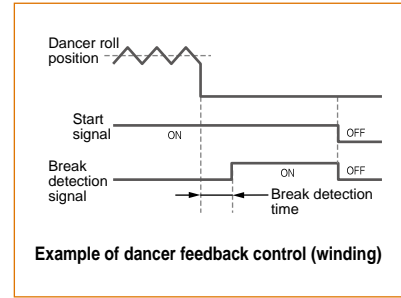 Dancer roll
position
Start
signal
ON
OFF
Break
detection
signal
ON
OFF
Break detection
time
Example of dancer feedback control (winding)